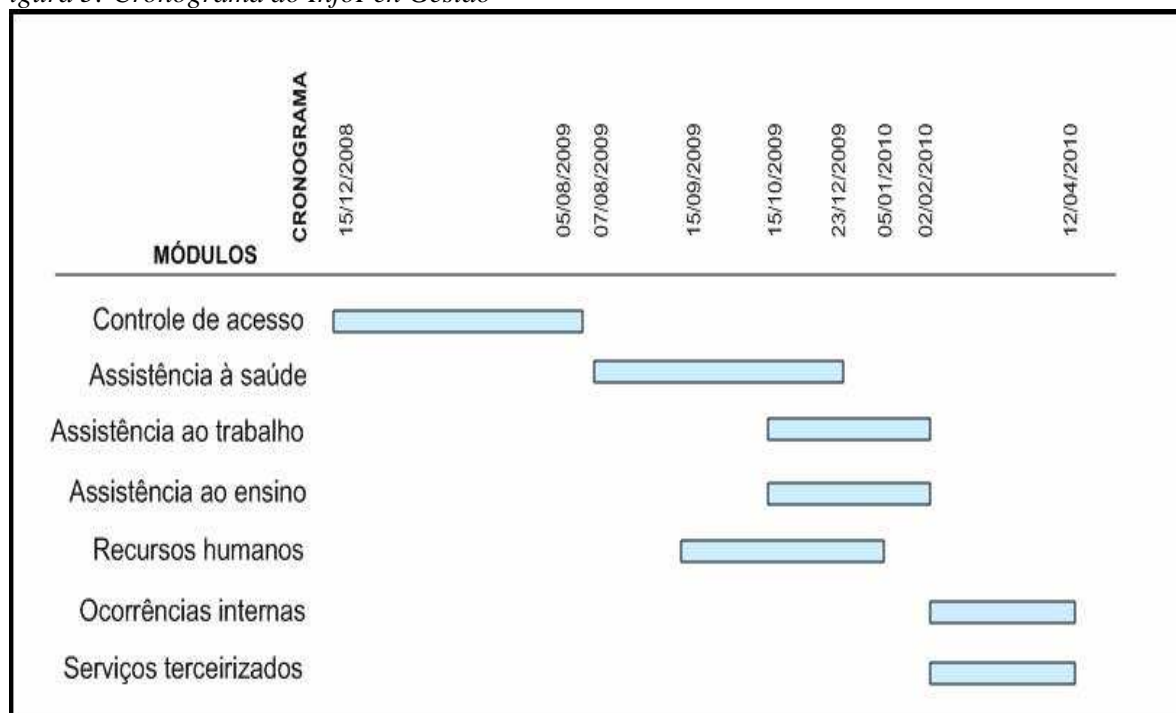 Cronograma do InfoPen Gestão
CRONOGRAMA
15/12/2008
05/08/2009
07/08/2009
15/09/2009
15/10/2009
23/12/2009
05/01/2010
02/02/2010
12/04/2010
MÓDULOS
Controle de acesso
Assistência à saúde
Assistência ao trabalho
Assistência ao ensino
Recursos humanos
Ocorrências internas
Serviços terceirizados